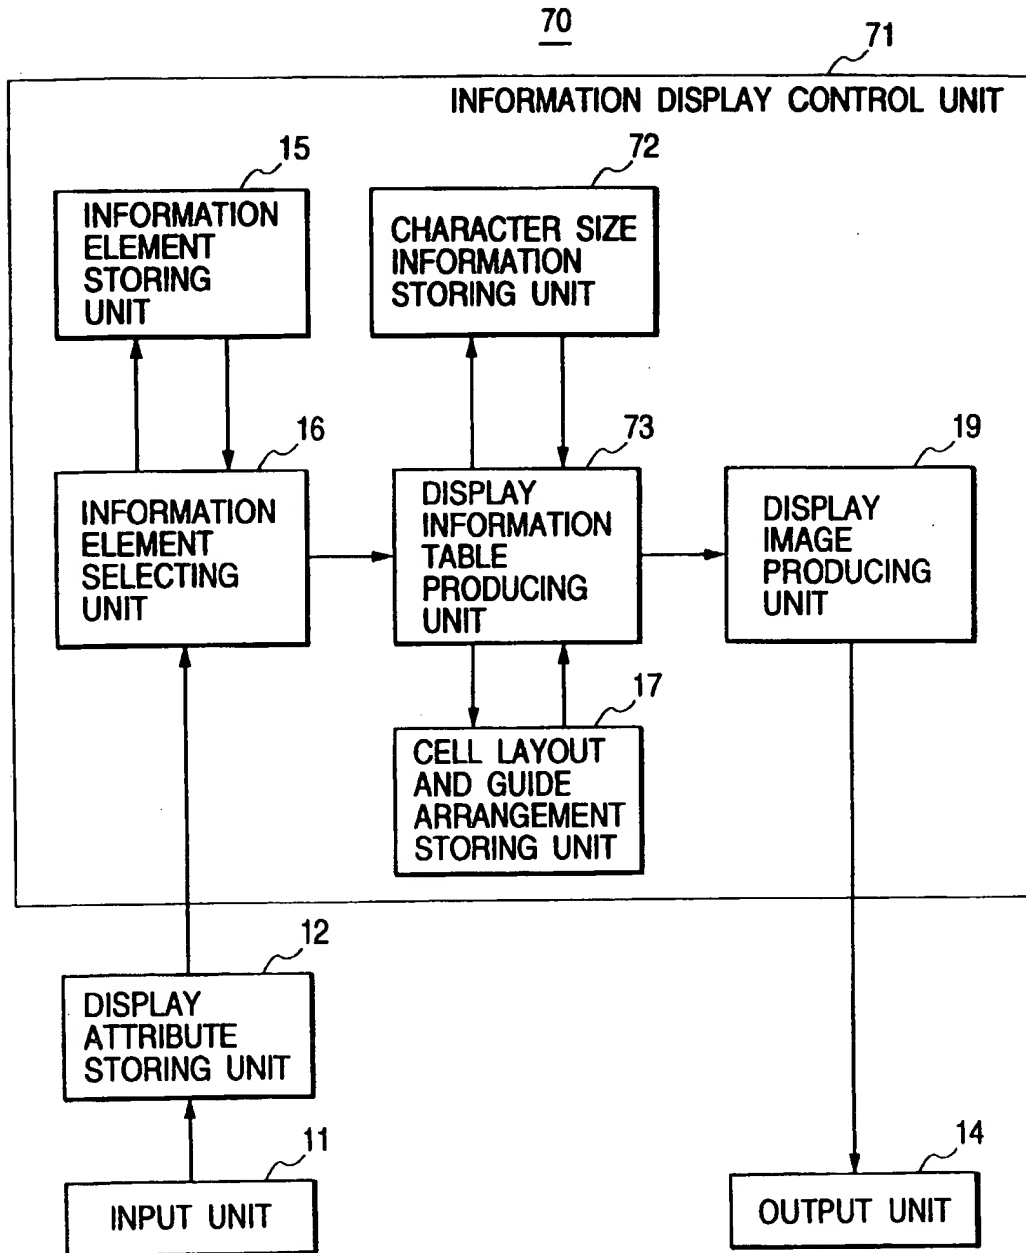 70
71
INFORMATION DISPLAY CONTROL UNIT
15
INFORMATION
ELEMENT
STORING
UNIT
72
CHARACTER SIZE
INFORMATION
STORING UNIT
16
INFORMATION
ELEMENT
SELECTING
UNIT
73
DISPLAY
INFORMATION
TABLE
PRODUCING
UNIT
19
DISPLAY
IMAGE
PRODUCING
UNIT
17
CELL LAYOUT
AND GUIDE
ARRANGEMENT
STORING UNIT
12
DISPLAY
ATTRIBUTE
STORING UNIT
11
INPUT UNIT
14
OUTPUT UNIT